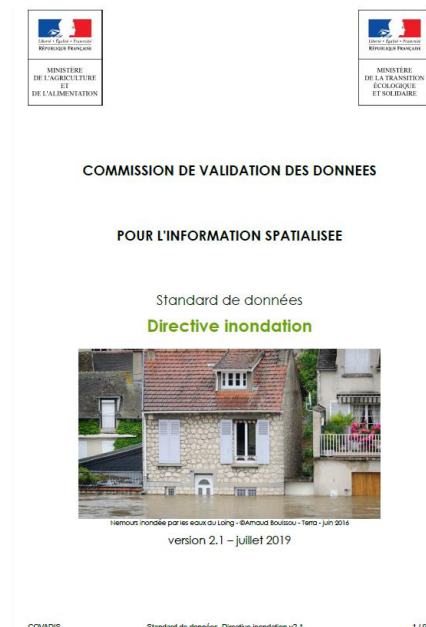 Liberté • Égalité • Fraternité
RÉPUBLIQUE FRANÇAISE
MINISTÈRE
DE L'AGRICULTURE
ET
DE L'ALIMENTATION
Liberté • Égalité • Fraternité
RÉPUBLIQUE FRANÇAISE
MINISTÈRE
DE LA TRANSITION
ÉCOLOGIQUE
ET SOLIDAIRE
COMMISSION DE VALIDATION DES DONNEES
POUR L'INFORMATION SPATIALISEE
Standard de données
Directive inondation
Nemours inondée par les eaux du Loing - ©Arnaud Bouissou - Terra - juin 2016
version 2.1 – juillet 2019
COVADIS Standard de données Directive inondation v2.1